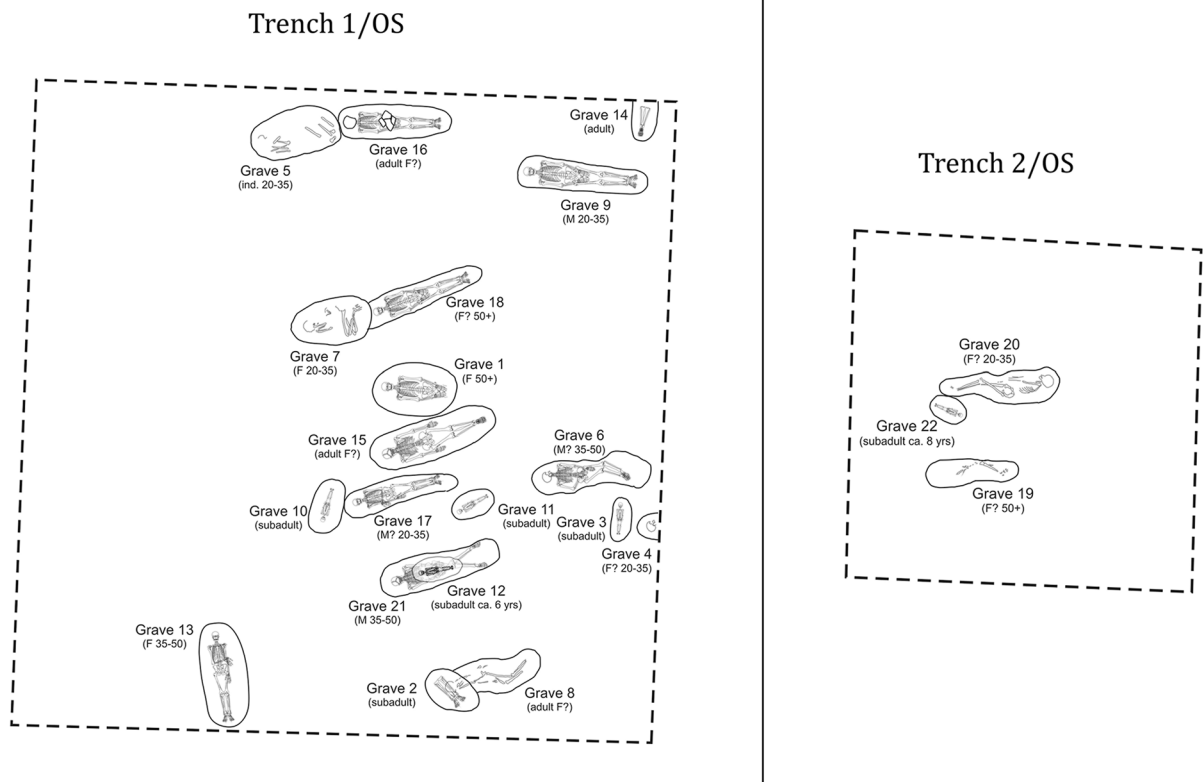 Trench 1/OS
Grave 14
(adult)
Grave 16
(adult F?)
Grave 5
(ind. 20-35)
Grave 9
(M 20-35)
Grave 18
(F? 50+)
Grave 7
(F 20-35)
Grave 1
(F 50+)
Grave 15
(adult F?)
Grave 6
(M? 35-50)
Grave 10
(subadult)
Grave 17
(M? 20-35)
Grave 11
(subadult)
Grave 3
(subadult)
Grave 4
(F? 20-35)
Grave 12
(subadult ca. 6 yrs)
Grave 21
(M 35-50)
Grave 13
(F 35-50)
Grave 2
(subadult)
Grave 8
(adult F?)
Trench 2/OS
Grave 20
(F? 20-35)
Grave 22
(subadult ca. 8 yrs)
Grave 19
(F? 50+)